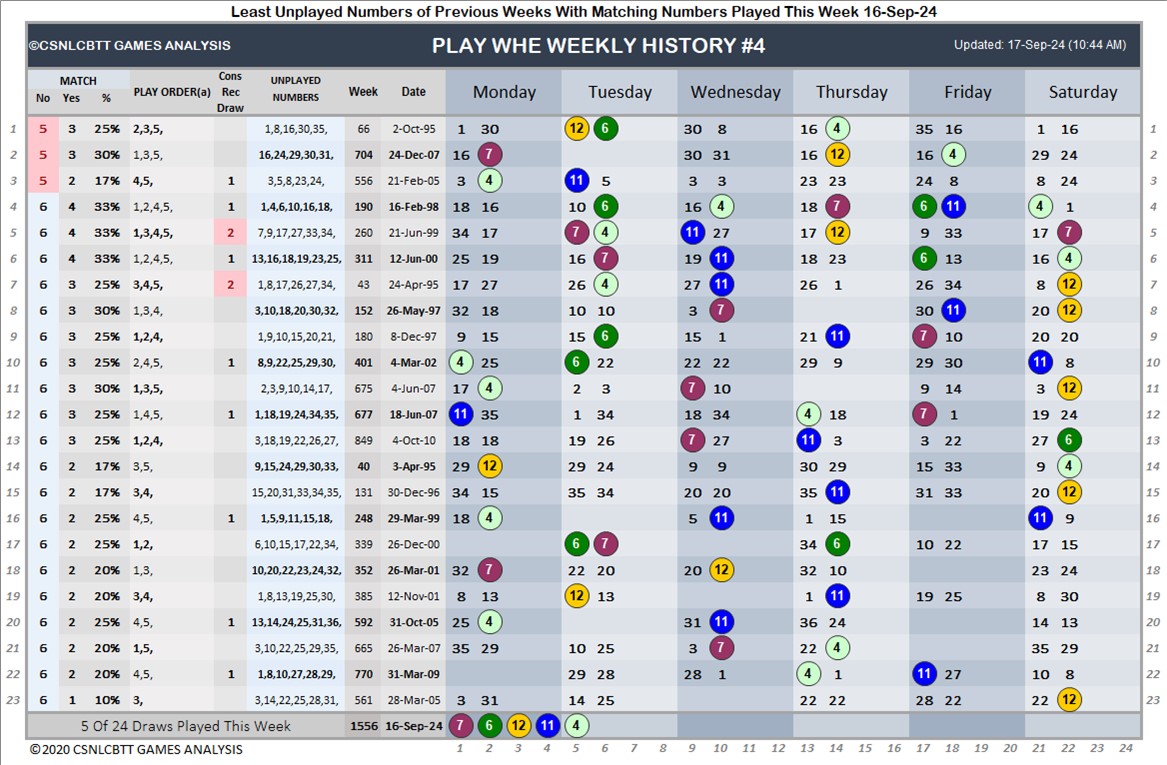 Least Unplayed Numbers of Previous Weeks With Matching Numbers Played This Week 16-Sep-24
©CSNLCBTT GAMES ANALYSIS PLAY WHE WEEKLY HISTORY #4 Updated: 17-Sep-24 (10:44 AM)
MATCH No Yes % PLAY ORDER(a) Cons Rec Draw UNPLAYED NUMBERS Week Date Monday Tuesday Wednesday Thursday Friday Saturday
1 5 3 25% 2,3,5, 1,8,16,30,35, 66 2-Oct-95 1 30 12 6 30 8 16 4 35 16 1 16 1
2 5 3 30% 1,3,5, 16,24,29,30,31, 704 24-Dec-07 16 7 30 31 16 12 16 4 29 24 2
3 5 2 17% 4,5, 1 3,5,8,23,24, 556 21-Feb-05 3 4 11 5 3 3 23 23 24 8 8 24 3
4 6 4 33% 1,2,4,5, 1 1,4,6,10,16,18, 190 16-Feb-98 18 16 10 6 16 4 18 7 6 11 4 1 4
5 6 4 33% 1,3,4,5, 2 7,9,17,27,33,34, 260 21-Jun-99 34 17 7 4 11 27 17 12 9 33 17 7 5
6 6 4 33% 1,2,4,5, 1 13,16,18,19,23,25, 311 12-Jun-00 25 19 16 7 19 11 18 23 6 13 16 4 6
7 6 3 25% 3,4,5, 2 1,8,17,26,27,34, 43 24-Apr-95 17 27 26 4 27 11 26 1 26 34 8 12 7
8 6 3 30% 1,3,4, 3,10,18,20,30,32, 152 26-May-97 32 18 10 10 3 7 30 11 20 12 8
9 6 3 25% 1,2,4, 1,9,10,15,20,21, 180 8-Dec-97 9 15 15 6 15 1 21 11 7 10 20 20 9
10 6 3 25% 2,4,5, 1 8,9,22,25,29,30, 401 4-Mar-02 4 25 6 22 22 22 29 9 29 30 11 8 10
11 6 3 30% 1,3,5, 2,3,9,10,14,17, 675 4-Jun-07 17 4 2 3 7 10 9 14 3 12 11
12 6 3 25% 1,4,5, 1 1,18,19,24,34,35, 677 18-Jun-07 11 35 1 34 18 34 4 18 7 1 19 24 12
13 6 3 25% 1,2,4, 3,18,19,22,26,27, 849 4-Oct-10 18 18 19 26 7 27 11 3 3 22 27 6 13
14 6 2 17% 3,5, 9,15,24,29,30,33, 40 3-Apr-95 29 12 29 24 9 9 30 29 15 33 9 4 14
15 6 2 17% 3,4, 15,20,31,33,34,35, 131 30-Dec-96 34 15 35 34 20 20 35 11 31 33 20 12 15
16 6 2 25% 4,5, 1 1,5,9,11,15,18, 248 29-Mar-99 18 4 5 11 1 15 11 9 16
17 6 2 25% 1,2, 6,10,15,17,22,34, 339 26-Dec-00 6 7 34 6 10 22 17 15 17
18 6 2 20% 1,3, 10,20,22,23,24,32, 352 26-Mar-01 32 7 22 20 20 12 32 10 23 24 18
19 6 2 20% 3,4, 1,8,13,19,25,30, 385 12-Nov-01 8 13 12 13 1 11 19 25 8 30 19
20 6 2 25% 4,5, 1 13,14,24,25,31,36, 592 31-Oct-05 25 4 31 11 36 24 14 13 20
21 6 2 20% 1,5, 3,10,22,25,29,35, 665 26-Mar-07 35 29 10 25 3 7 22 4 35 29 21
22 6 2 20% 4,5, 1 1,8,10,27,28,29, 770 31-Mar-09 29 28 28 1 4 1 11 27 10 8 22
23 6 1 10% 3, 3,14,22,25,28,31, 561 28-Mar-05 3 31 14 25 22 22 28 22 22 12 23
5 Of 24 Draws Played This Week 1556 16-Sep-24 7 6 12 11 4
© 2020 CSNLCBTT GAMES ANALYSIS 1 2 3 4 5 6 7 8 9 10 11 12 13 14 15 16 17 18 19 20 21 22 23 24